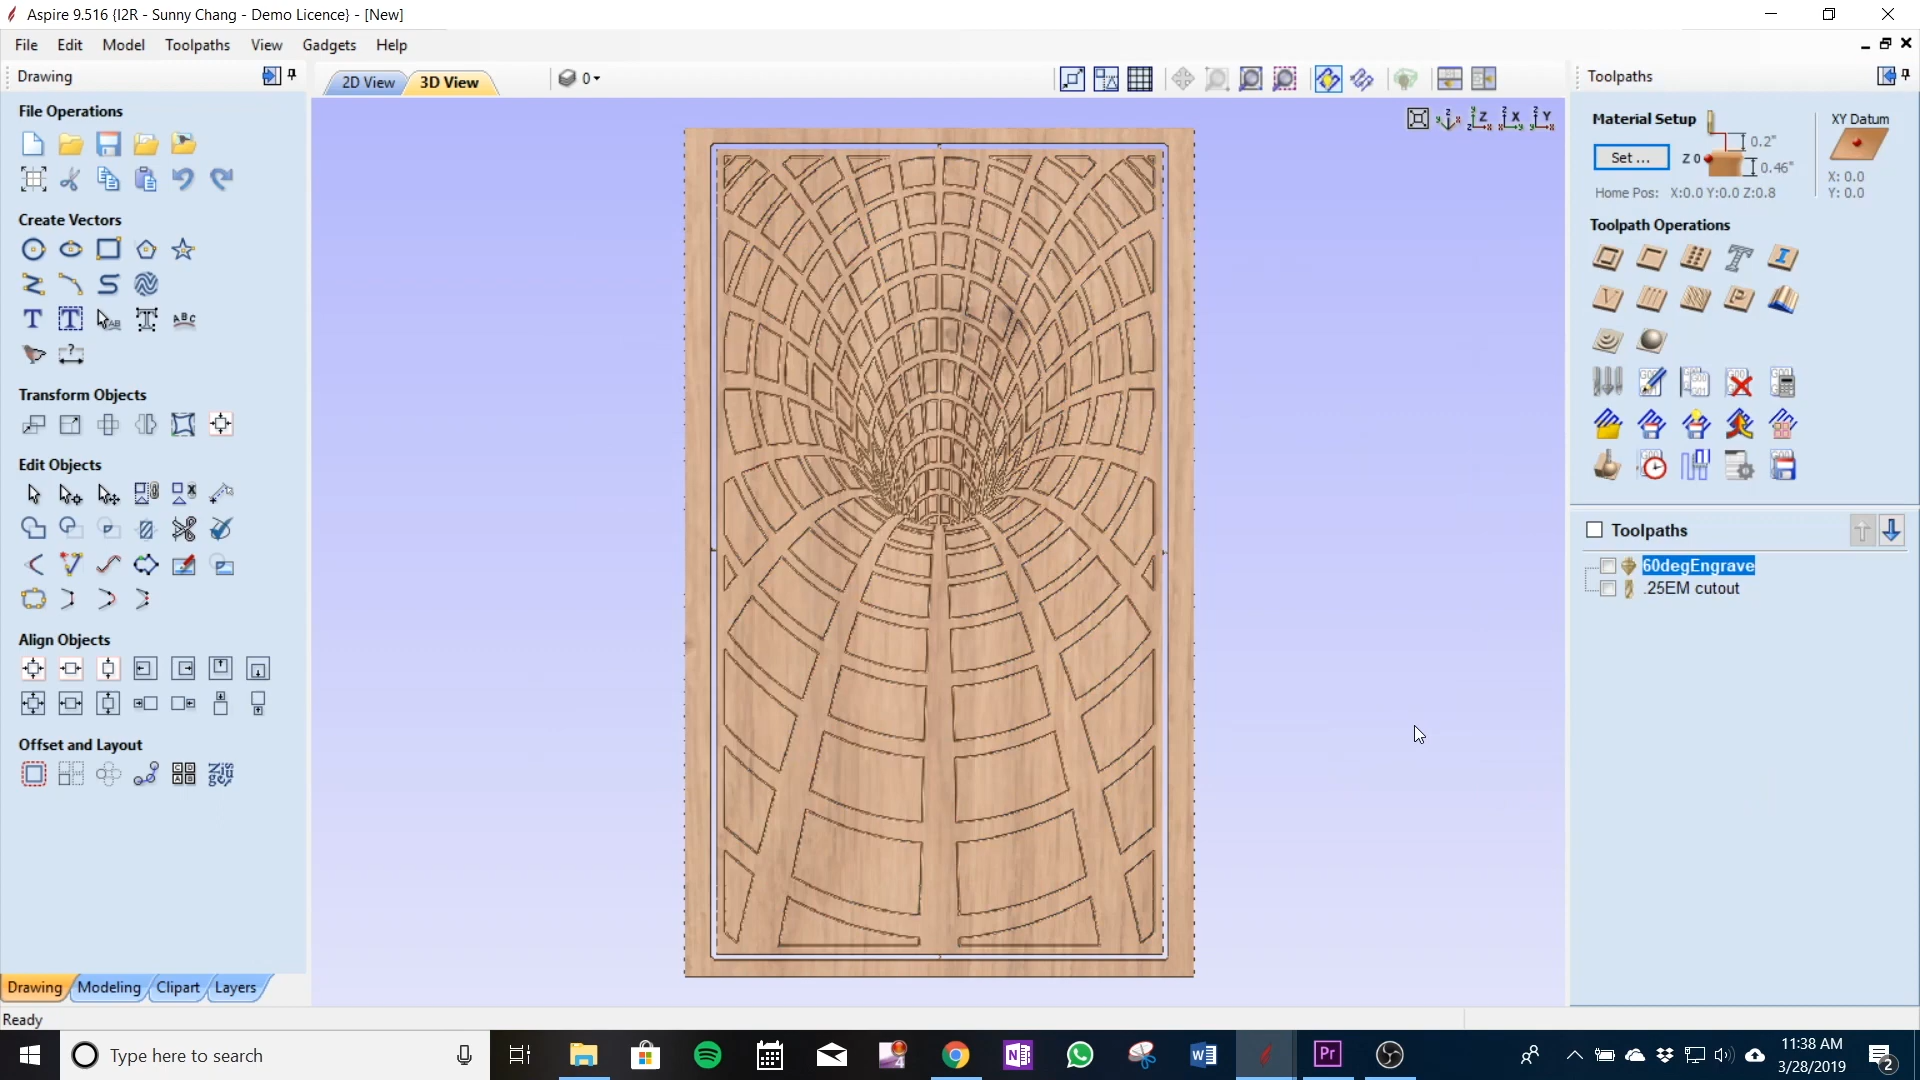 Aspire 9.516 {I2R - Sunny Chang - Demo Licence} - [New]
File Edit Model Toolpaths View Gadgets Help
Drawing
2D View 3D View 0
Toolpaths
File Operations
Create Vectors
Transform Objects
Edit Objects
Align Objects
Offset and Layout
Material Setup
Set ...
Z 0
0.2"
0.46"
XY Datum
X: 0.0
Y: 0.0
Home Pos: X:0.0 Y:0.0 Z:0.8
Toolpath Operations
Toolpaths
60degEngrave
.25EM cutout
Drawing Modeling Clipart Layers
Ready
Type here to search
11:38 AM
3/28/2019
2